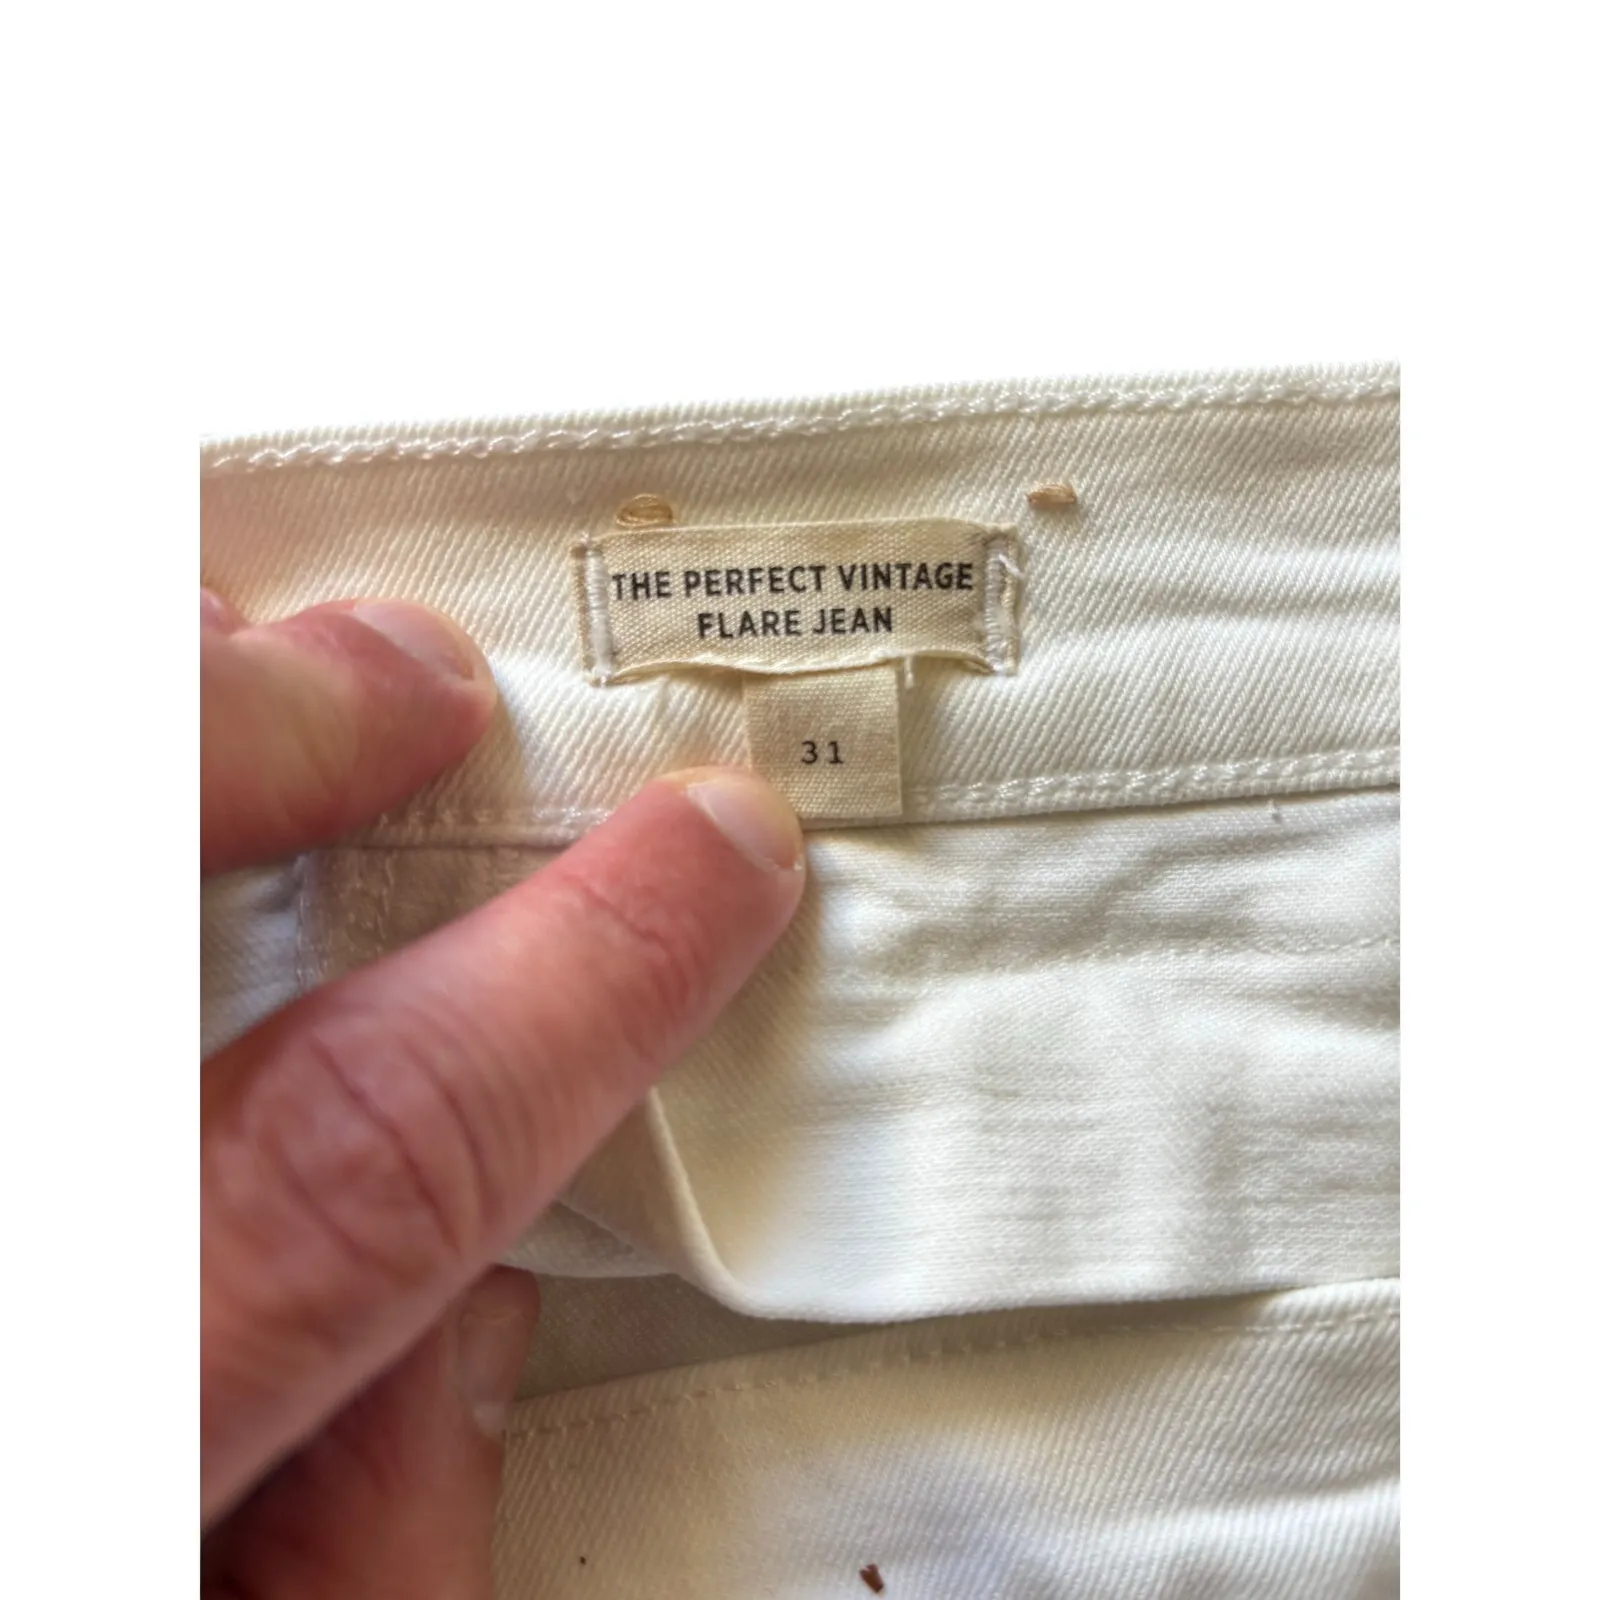 THE PERFECT VINTAGE
FLARE JEAN
31